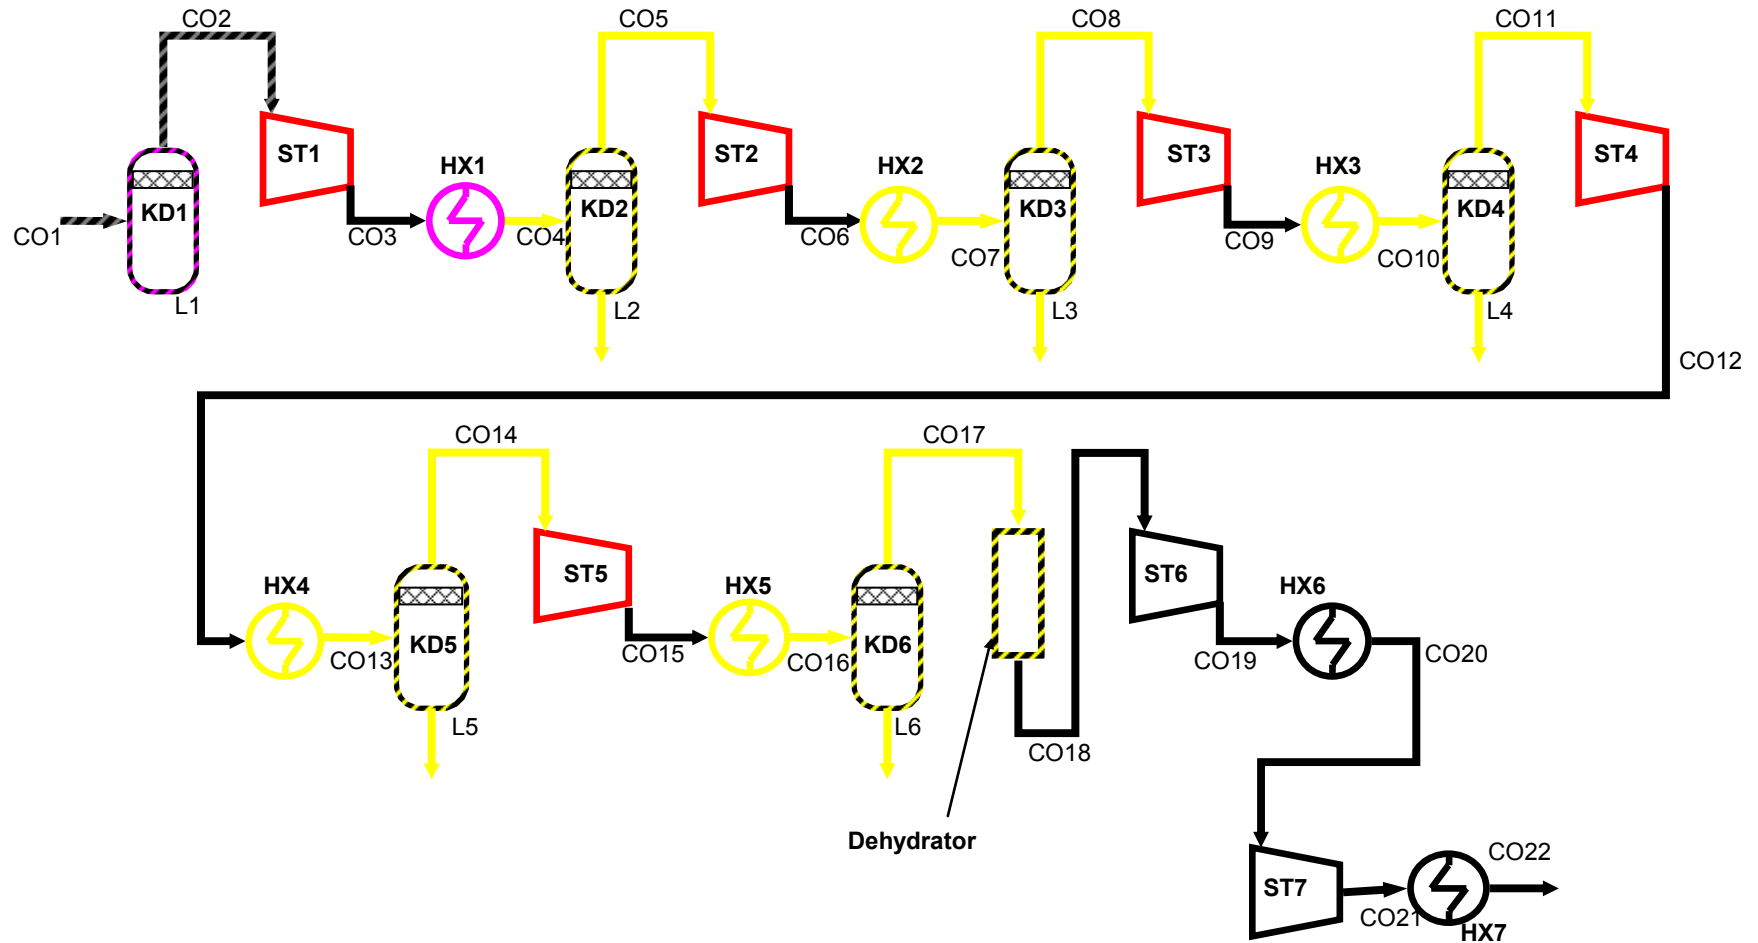 CO2
CO5
CO8
CO11
ST1
ST2
ST3
ST4
HX1
HX2
HX3
KD1
KD2
KD3
KD4
CO1
CO3
CO4
CO6
CO7
CO9
CO10
L1
L2
L3
L4
CO12
CO14
CO17
HX4
ST5
HX5
ST6
HX6
KD5
KD6
CO13
CO15
CO16
CO19
CO20
L5
L6
CO18
Dehydrator
CO22
ST7
CO21
HX7